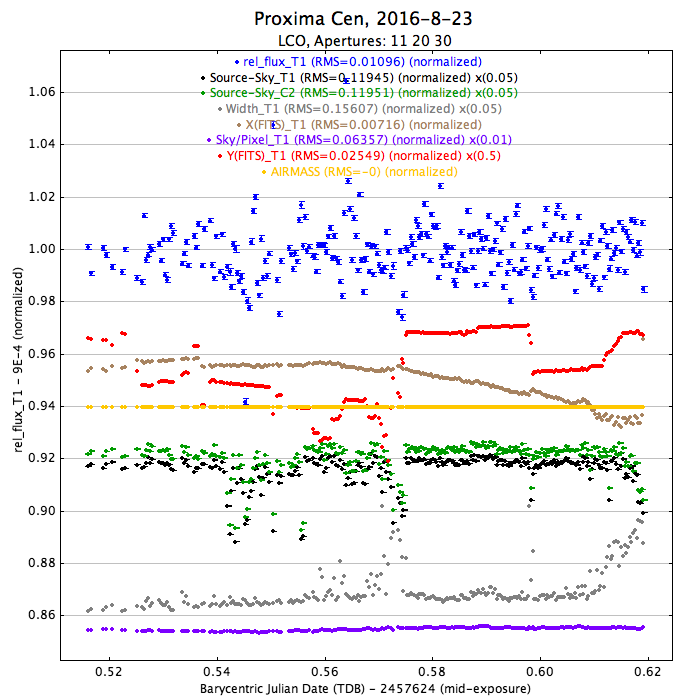 Proxima Cen, 2016-8-23
LCO, Apertures: 11 20 30
rel_flux_T1 (RMS=0.01096) (normalized)
Source-Sky_T1 (RMS=0.11945) (normalized) x(0.05)
Source-Sky_C2 (RMS=0.11951) (normalized) x(0.05)
Width_T1 (RMS=0.15607) (normalized) x(0.05)
X(FITS)_T1 (RMS=0.00716) (normalized)
Sky/Pixel_T1 (RMS=0.06357) (normalized) x(0.01)
Y(FITS)_T1 (RMS=0.02549) (normalized) x(0.5)
AIRMASS (RMS=~0) (normalized)
rel_flux_T1 - 9E-4 (normalized)
1.06
1.04
1.02
1.00
0.98
0.96
0.94
0.92
0.90
0.88
0.86
0.52 0.54 0.56 0.58 0.60 0.62
Barycentric Julian Date (TDB) - 2457624 (mid-exposure)